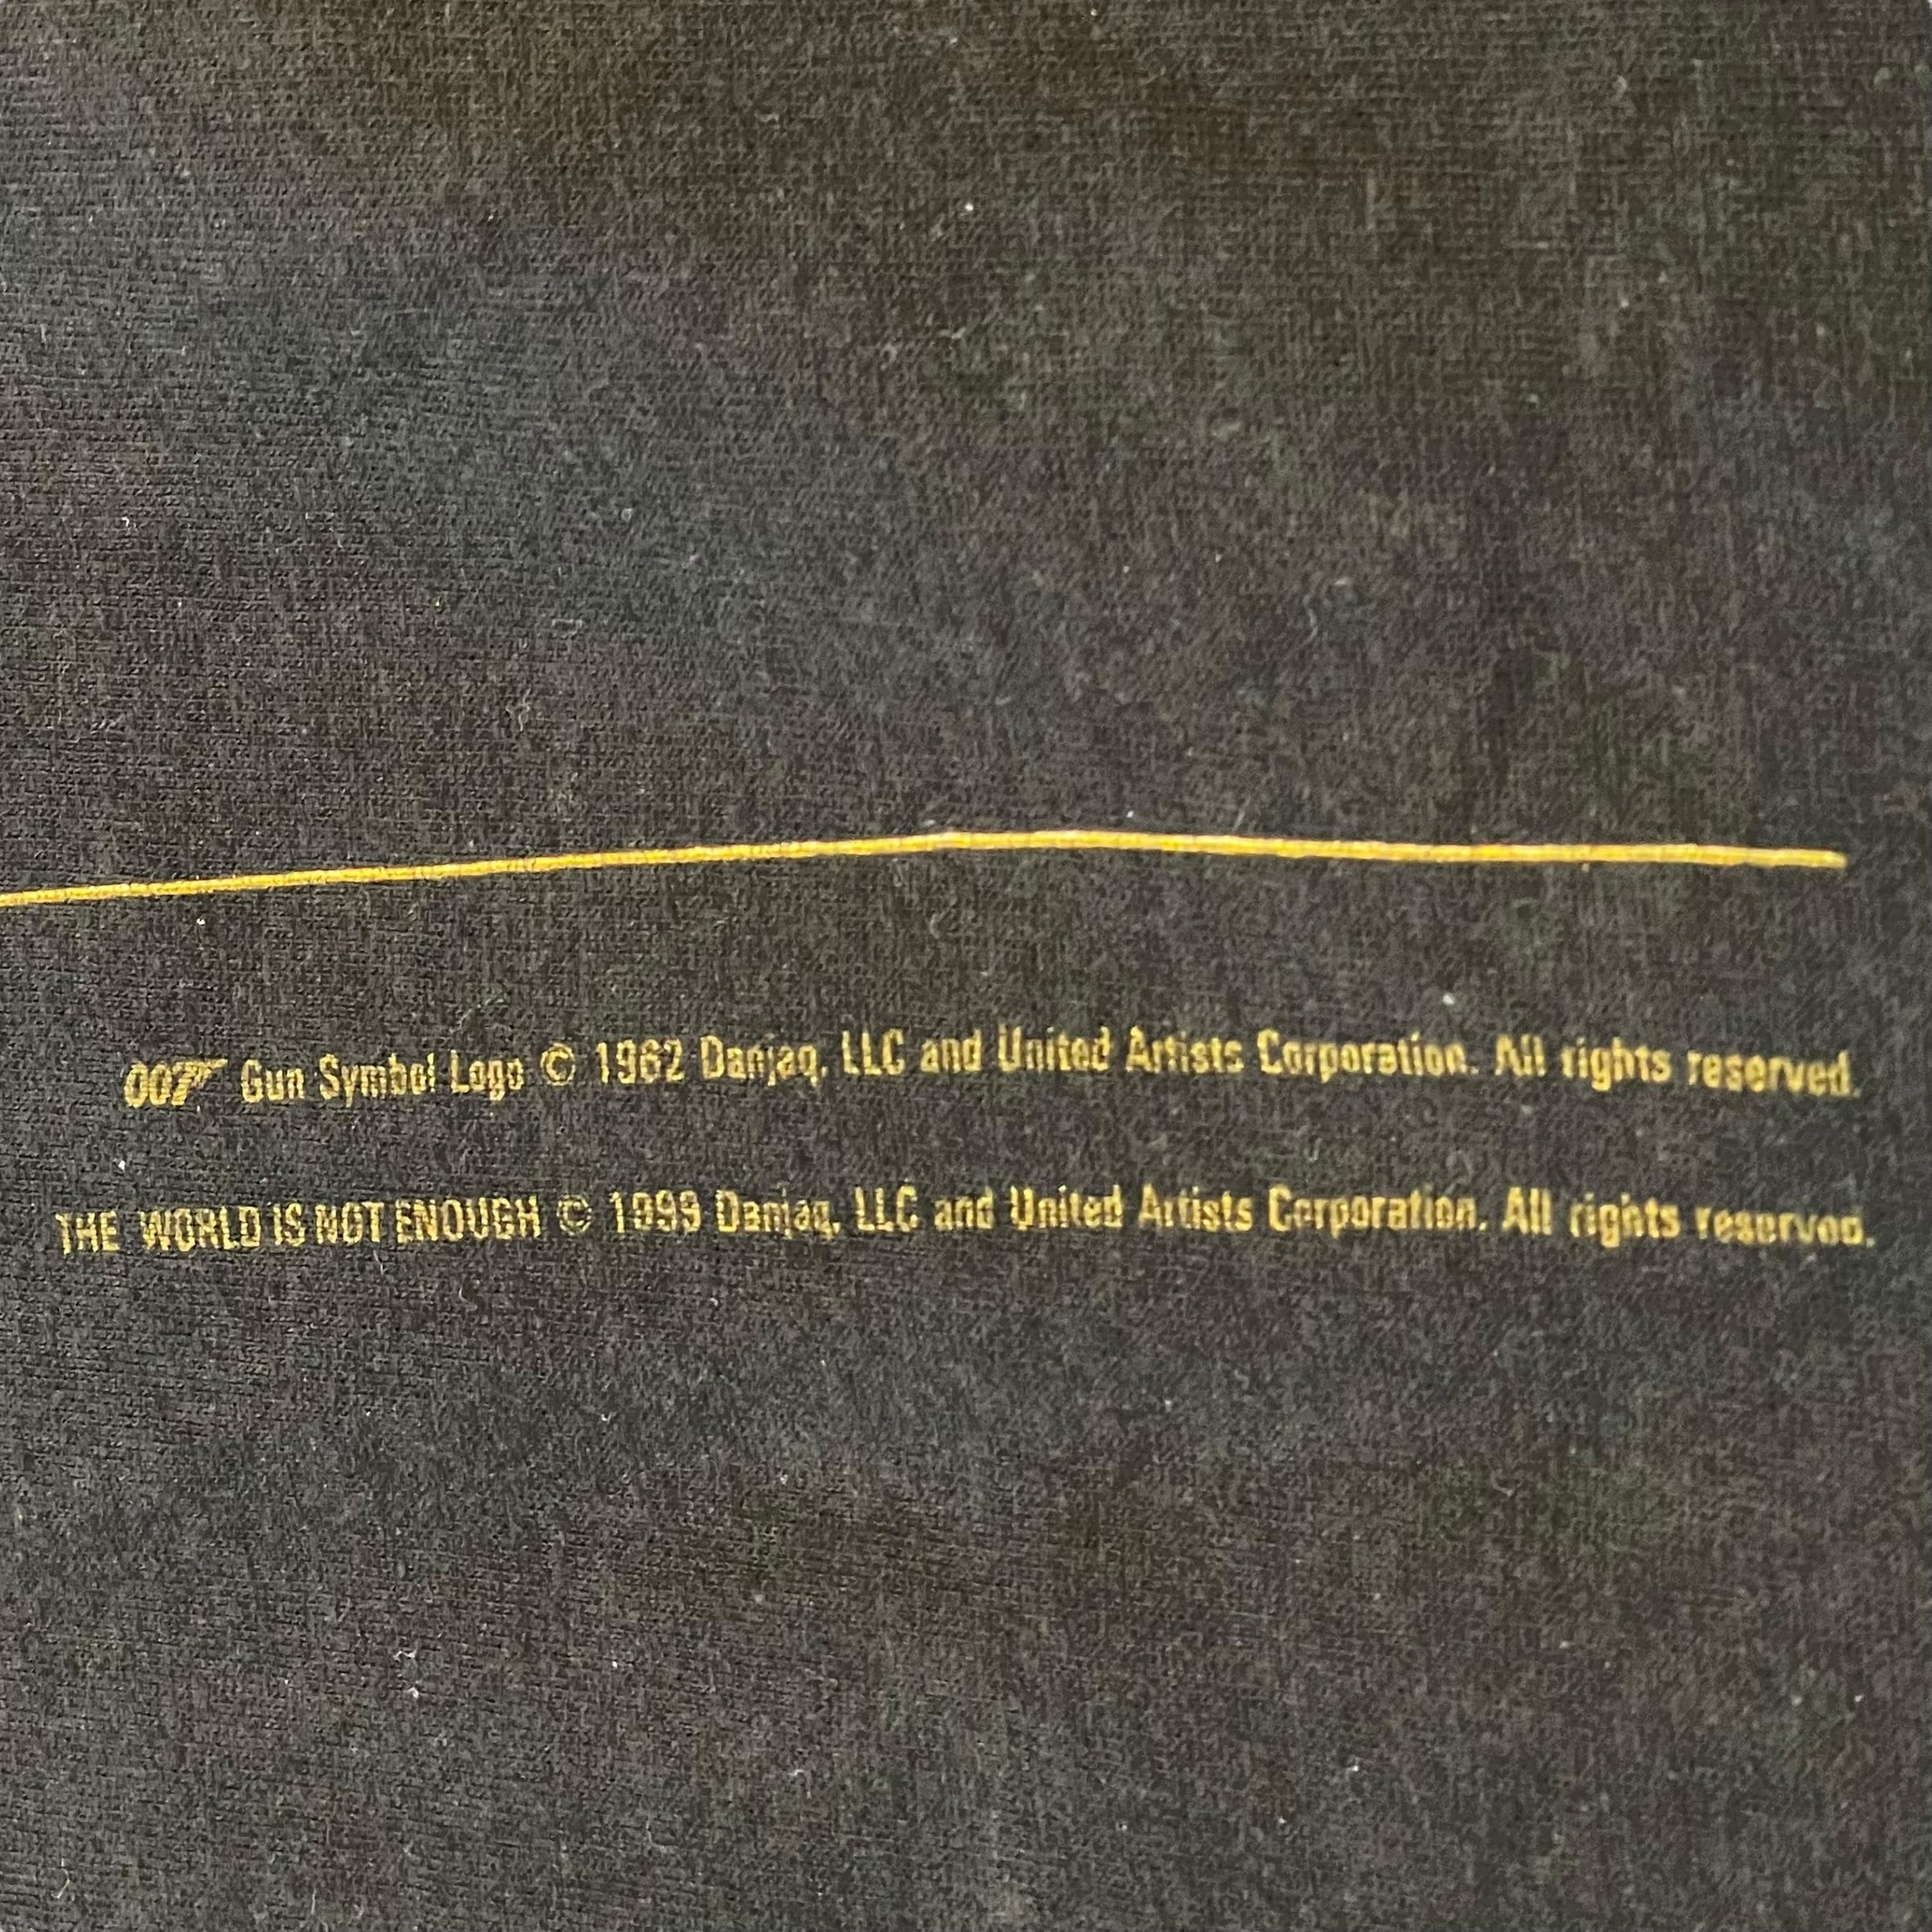 007 Gun Symbol Logo © 1962 Danjaq, LLC and United Artists Corporation. All rights reserved.
THE WORLD IS NOT ENOUGH © 1999 Danjaq, LLC and United Artists Corporation. All rights reserved.